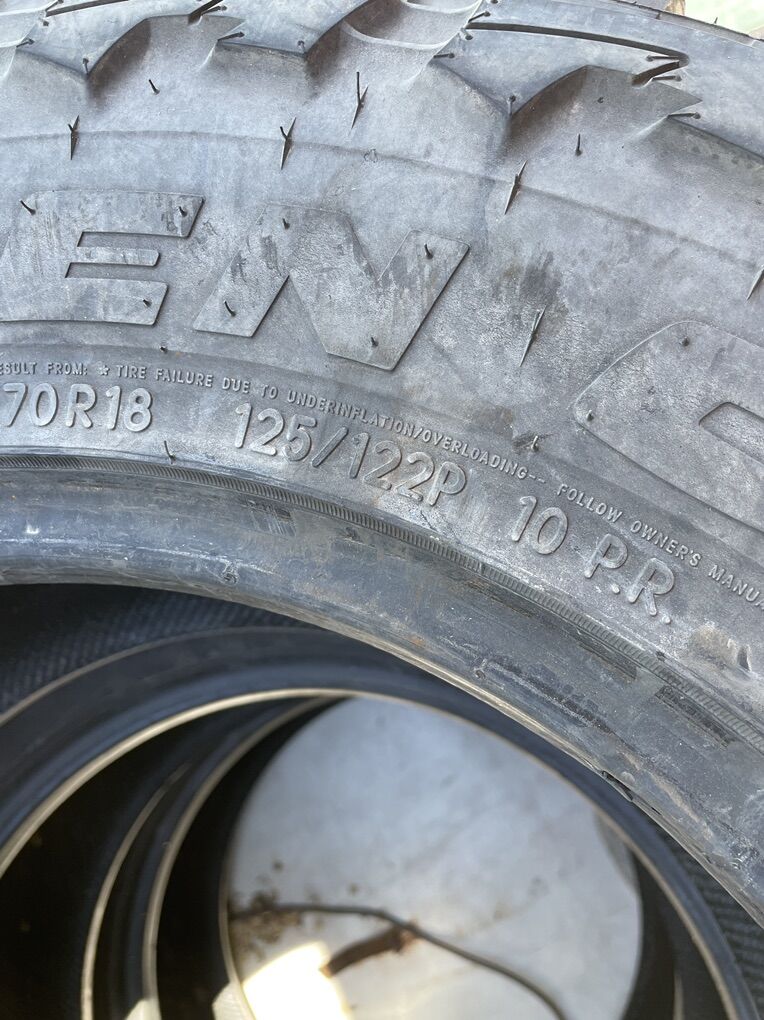 EN
RESULT FROM: ★ TIRE FAILURE DUE TO UNDERINFLATION/OVERLOADING-- FOLLOW OWNER'S MANUA
70R18 125/122P 10 P.R.